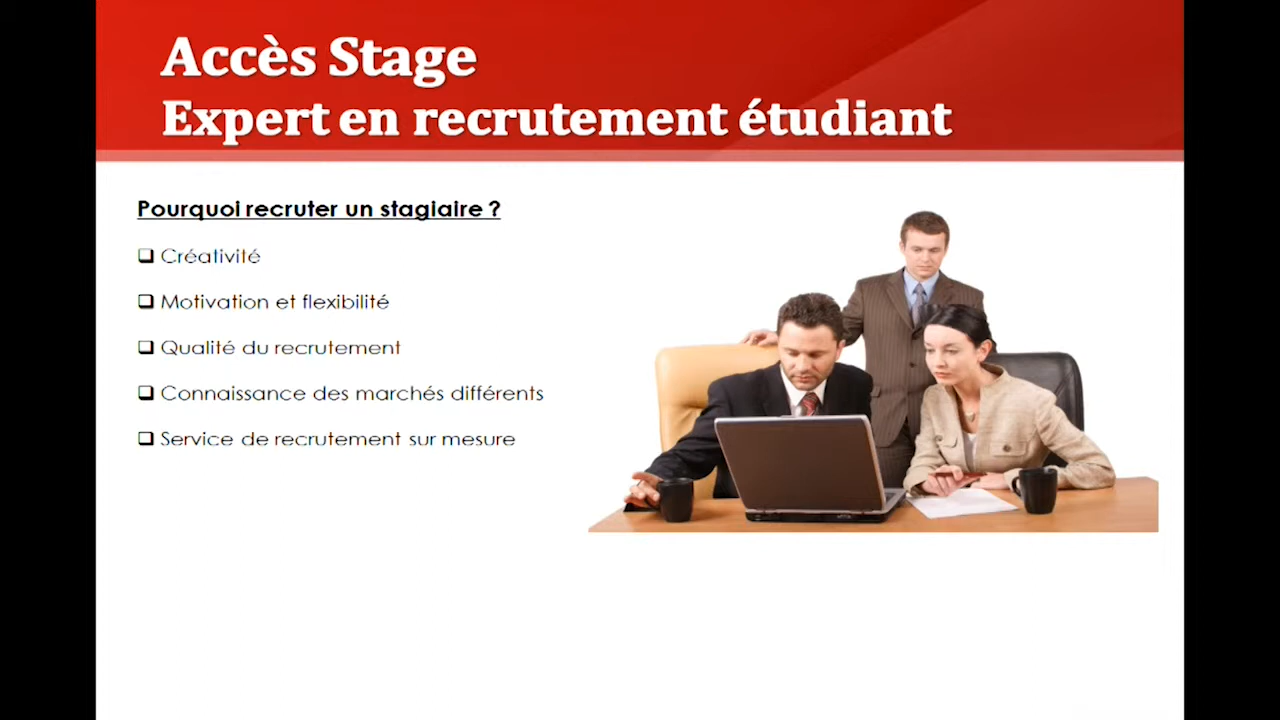 Accès Stage
Expert en recrutement étudiant
Pourquoi recruter un stagiaire ?
Créativité
Motivation et flexibilité
Qualité du recrutement
Connaissance des marchés différents
Service de recrutement sur mesure